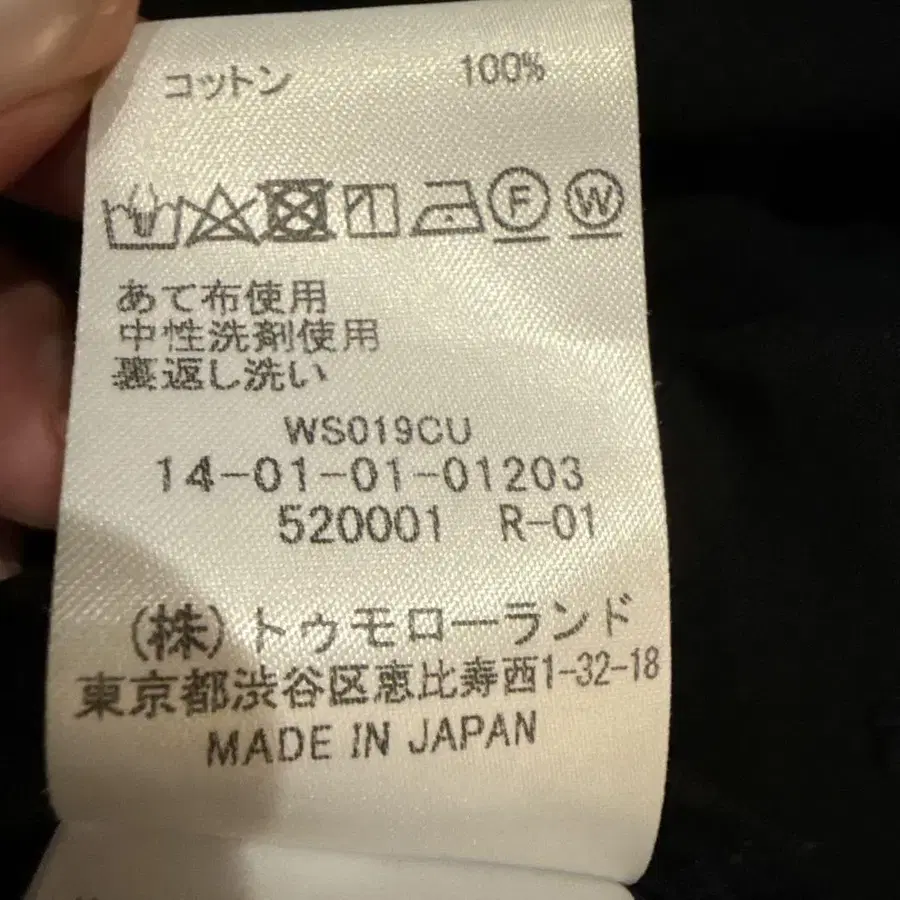 コットン 100%
F W
あて布使用
中性洗剤使用
裏返し洗い
WS019CU
14-01-01-01203
520001 R-01
(株)トゥモローランド
東京都渋谷区恵比寿西1-32-18
MADE IN JAPAN